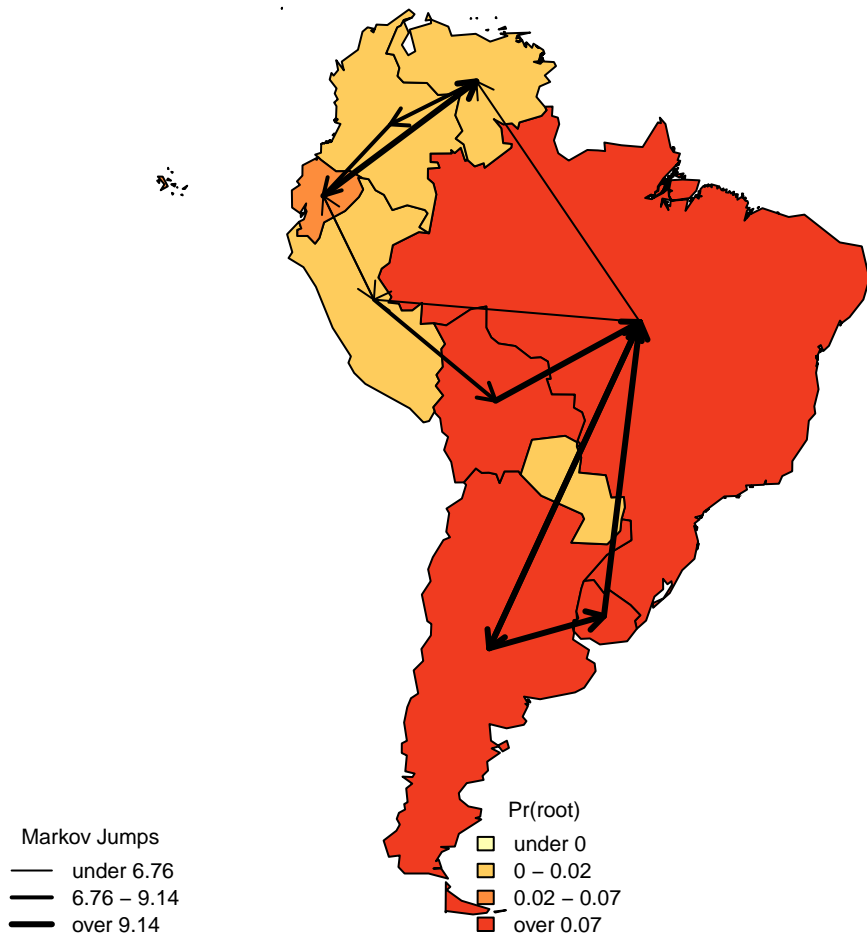 Markov Jumps
under 6.76
6.76 − 9.14
over 9.14
Pr(root)
under 0
0 − 0.02
0.02 − 0.07
over 0.07